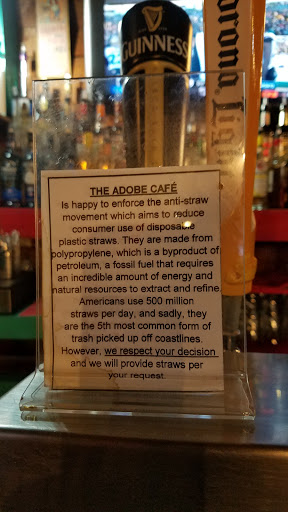 GUINNESS
Corona Light
THE ADOBE CAFÉ
Is happy to enforce the anti-straw
movement which aims to reduce
consumer use of disposable
plastic straws. They are made from
polypropylene, which is a byproduct of
petroleum, a fossil fuel that requires
an incredible amount of energy and
natural resources to extract and refine.
Americans use 500 million
straws per day, and sadly, they
are the 5th most common form of
trash picked up off coastlines.
However, we respect your decision
and we will provide straws per
your request.